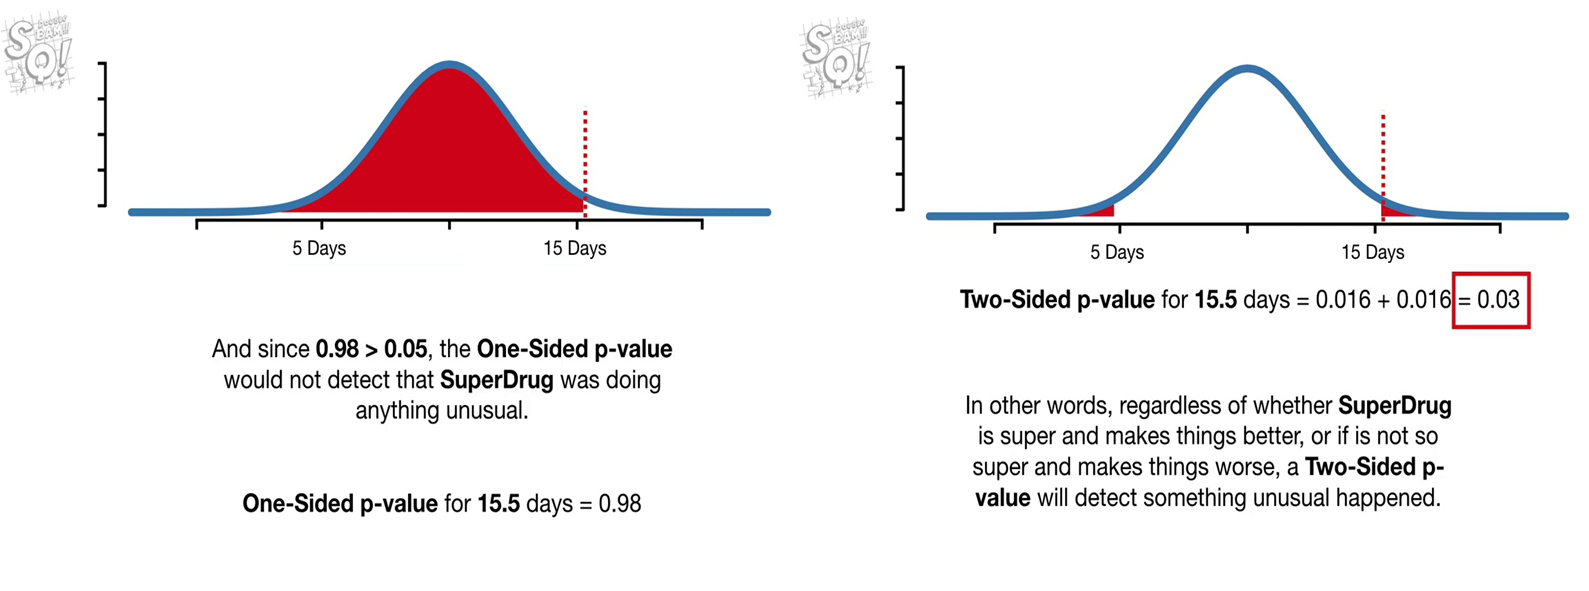 5 Days
15 Days
And since 0.98 > 0.05, the One-Sided p-value
would not detect that SuperDrug was doing
anything unusual.
One-Sided p-value for 15.5 days = 0.98
5 Days
15 Days
Two-Sided p-value for 15.5 days = 0.016 + 0.016 = 0.03
In other words, regardless of whether SuperDrug
is super and makes things better, or if is not so
super and makes things worse, a Two-Sided p-
value will detect something unusual happened.